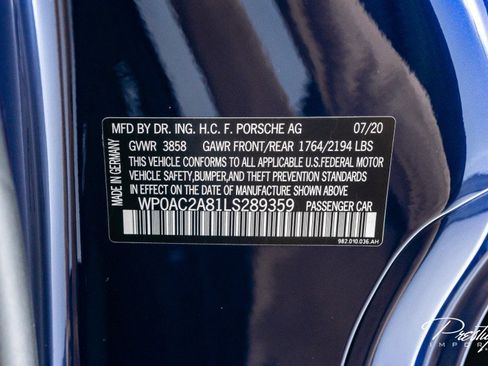 MFD BY DR. ING. H.C. F. PORSCHE AG 07/20
GVWR 3858 GAWR FRONT/REAR 1764/2194 LBS
THIS VEHICLE CONFORMS TO ALL APPLICABLE U.S.FEDERAL MOTOR
VEHICLE SAFETY,BUMPER,AND THEFT PREVENTION STANDARDS
IN EFFECT ON THE DATE OF MANUFACTURE SHOWN ABOVE.
WP0AC2A81LS289359 PASSENGER CAR
982.010.036.AH
MADE IN GERMANY